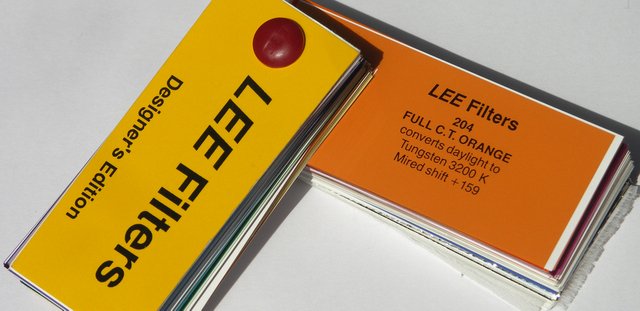 LEE Filters
Designer's Edition
LEE Filters
204
FULL C.T. ORANGE
converts daylight to
Tungsten 3200 K
Mired shift +159